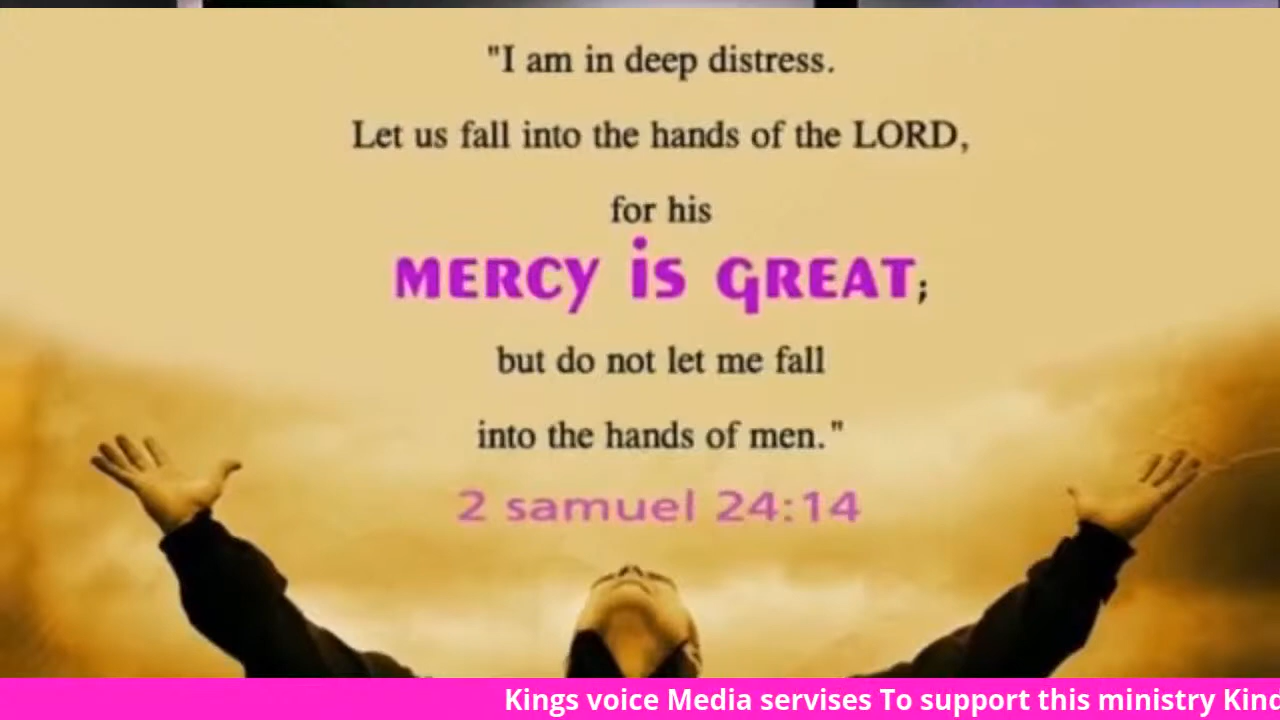 "I am in deep distress.
Let us fall into the hands of the LORD,
for his
MERCY is GREAT;
but do not let me fall
into the hands of men."
2 samuel 24:14
Kings voice Media servises To support this ministry